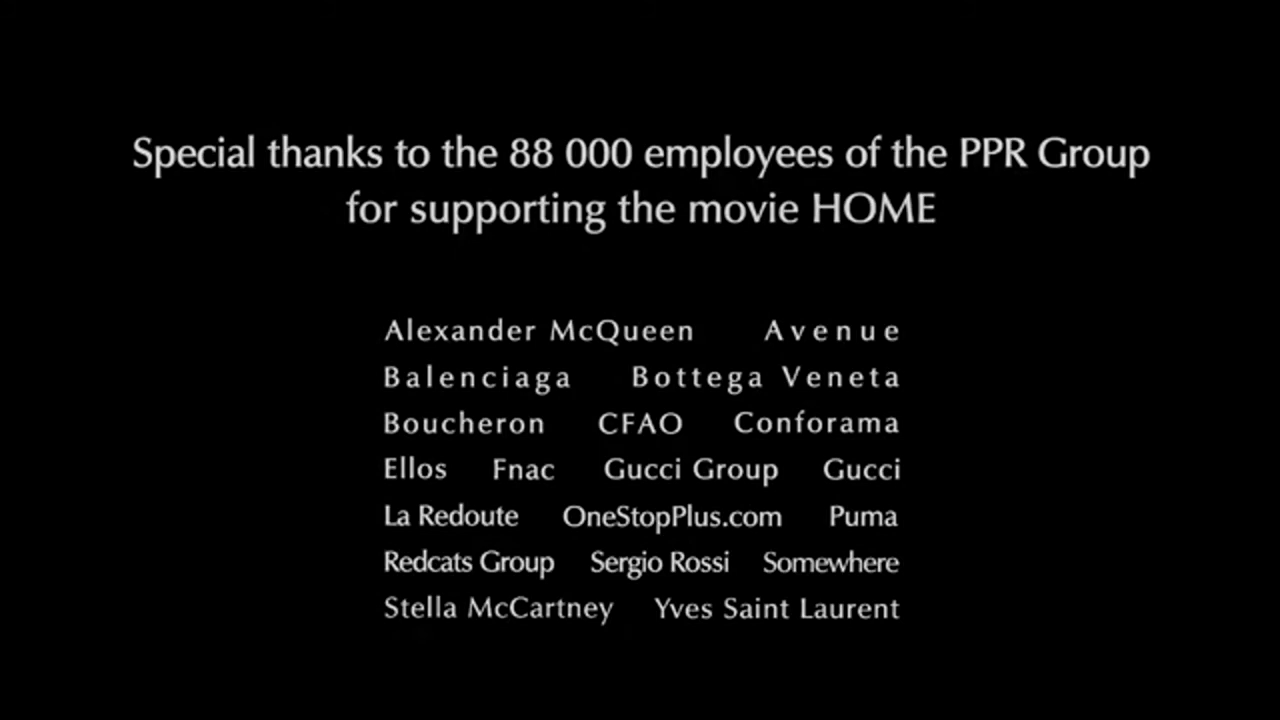 Special thanks to the 88 000 employees of the PPR Group
for supporting the movie HOME
Alexander McQueen Avenue
Balenciaga Bottega Veneta
Boucheron CFAO Conforama
Ellos Fnac Gucci Group Gucci
La Redoute OneStopPlus.com Puma
Redcats Group Sergio Rossi Somewhere
Stella McCartney Yves Saint Laurent